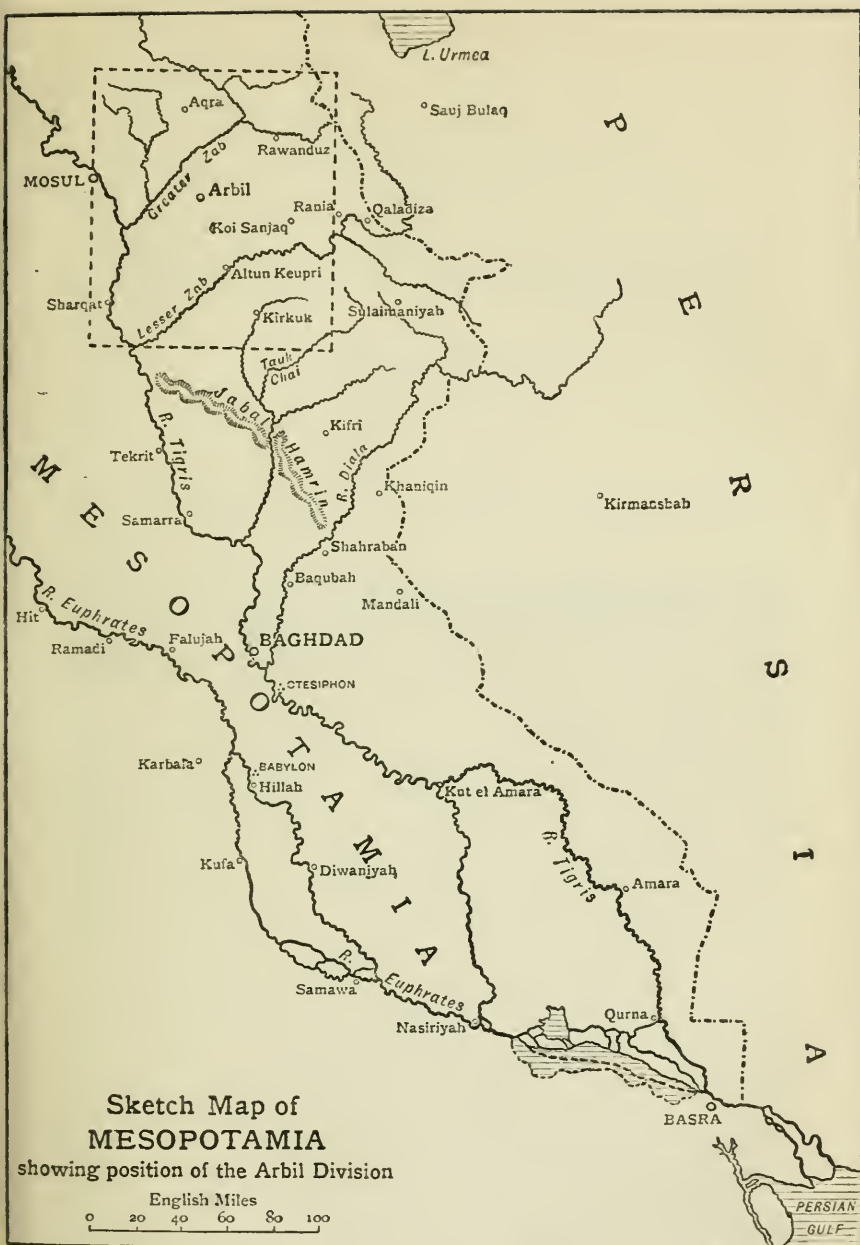 L. Urmea
Sauj Bulaq
Aqra
Rawanduz
Greater Zab
MOSUL
Arbil
Rania
Qaladiza
Koi Sanjaq
Altun Keupri
Sharqat
Lesser Zab
Kirkuk
Sulaimaniyah
Tauk
Chai
Jabal Hamrin
R. Tigris
Kifri
Tekrit
R. Diala
Khaniqin
Kirmanshah
Samarra
Shahraban
Baqubah
Mandali
R. Euphrates
Hit
Ramadi
Falujah
BAGHDAD
CTESIPHON
MESOPOTAMIA
PERSIA
Karbala
BABYLON
Hillah
Kut el Amara
R. Tigris
Kufa
Diwaniyah
Amara
R. Euphrates
Samawa
Nasiriyah
Qurna
BASRA
PERSIAN
GULF
Sketch Map of
MESOPOTAMIA
showing position of the Arbil Division
English Miles
0 20 40 60 80 100